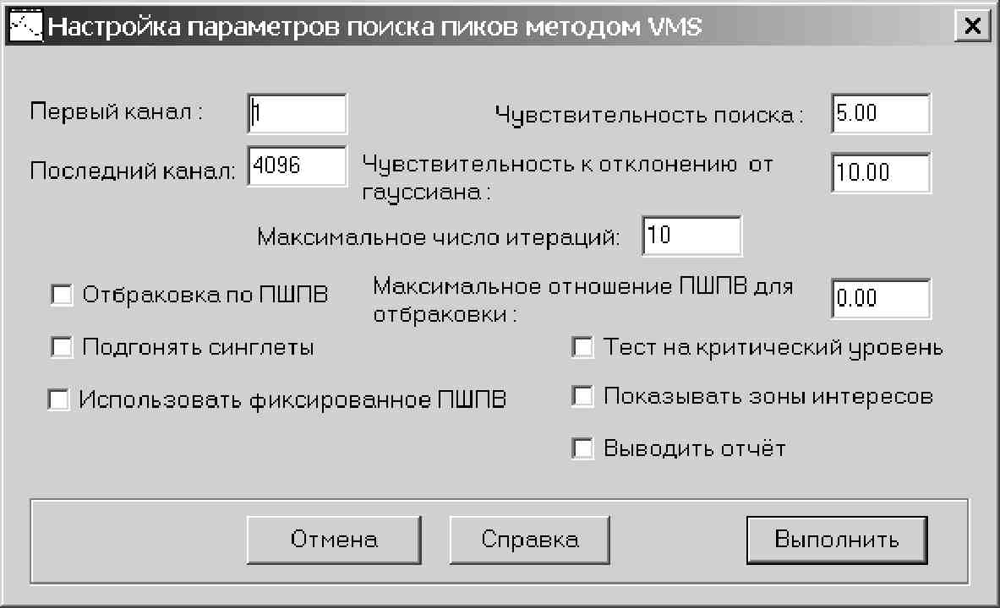 Настройка параметров поиска пиков методом VMS
Первый канал : 1
Чувствительность поиска : 5.00
Последний канал: 4096
Чувствительность к отклонению от
гауссиана : 10.00
Максимальное число итераций: 10
Отбраковка по ПШПВ
Максимальное отношение ПШПВ для
отбраковки : 0.00
Подгонять синглеты
Тест на критический уровень
Использовать фиксированное ПШПВ
Показывать зоны интересов
Выводить отчёт
Отмена
Справка
Выполнить